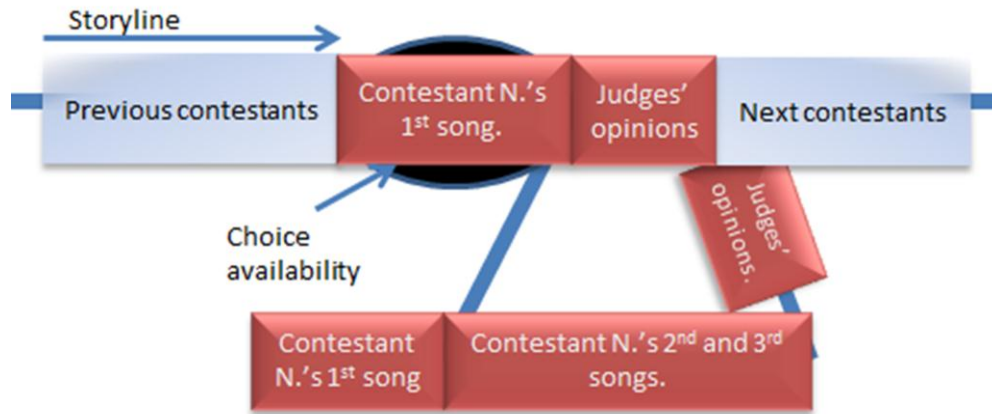 Storyline
Previous contestants
Contestant N.'s
1st song.
Judges'
opinions
Next contestants
Choice
availability
Judges'
opinions.
Contestant
N.'s 1st song
Contestant N.'s 2nd and 3rd
songs.